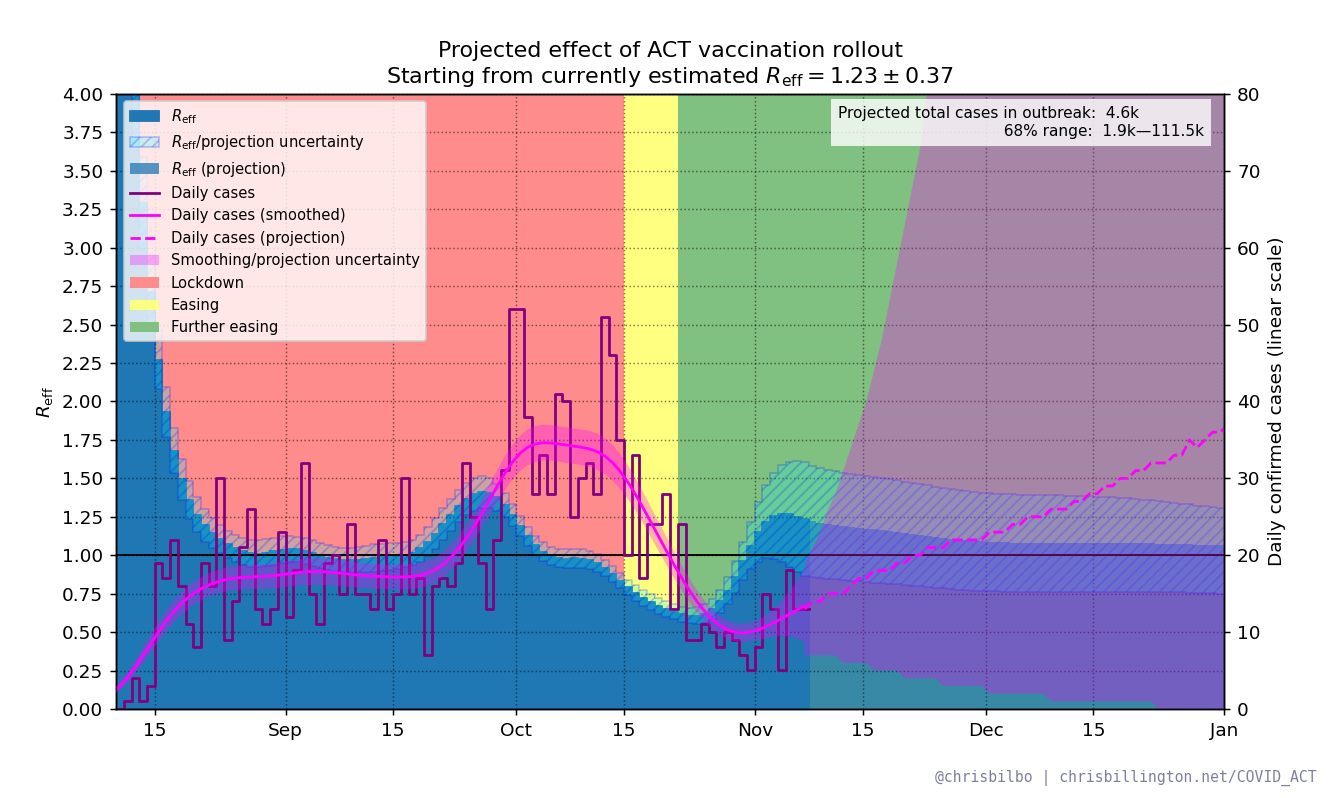 Projected effect of ACT vaccination rollout
Starting from currently estimated Reff = 1.23 ± 0.37
Projected total cases in outbreak: 4.6k
68% range: 1.9k—111.5k
Reff
Reff/projection uncertainty
Reff (projection)
Daily cases
Daily cases (smoothed)
Daily cases (projection)
Smoothing/projection uncertainty
Lockdown
Easing
Further easing
Reff
4.00
3.75
3.50
3.25
3.00
2.75
2.50
2.25
2.00
1.75
1.50
1.25
1.00
0.75
0.50
0.25
0.00
80
70
60
50
40
30
20
10
0
Daily confirmed cases (linear scale)
15 Sep 15 Oct 15 Nov 15 Dec 15 Jan
@chrisbilbo | chrisbillington.net/COVID_ACT